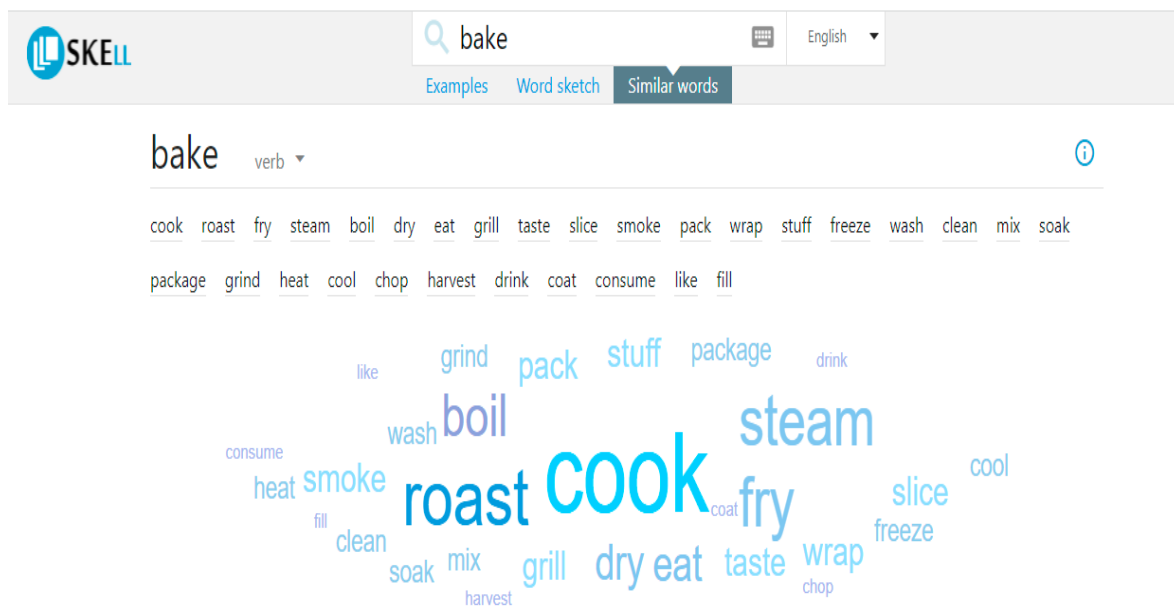 SKELL bake English
Examples Word sketch Similar words
bake verb
cook roast fry steam boil dry eat grill taste slice smoke pack wrap stuff freeze wash clean mix soak
package grind heat cool chop harvest drink coat consume like fill
like grind pack stuff package drink
wash boil steam
consume heat smoke roast cook coat fry slice cool
fill clean freeze
soak mix grill dry eat taste wrap
harvest chop